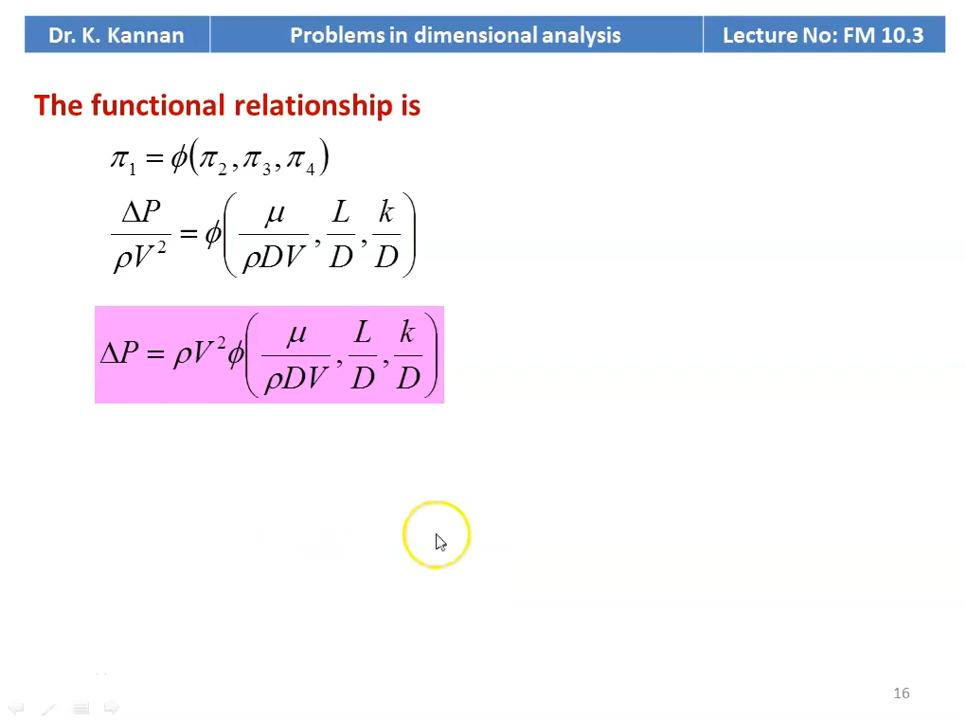 Dr. K. Kannan Problems in dimensional analysis Lecture No: FM 10.3
The functional relationship is
π₁ = ϕ(π₂, π₃, π₄)
ΔP/ρV² = ϕ(μ/ρDV, L/D, k/D)
ΔP = ρV²ϕ(μ/ρDV, L/D, k/D)
16